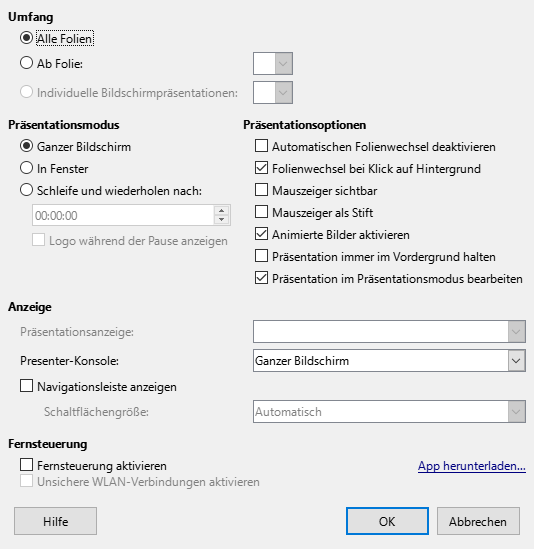 Umfang
Alle Folien
Ab Folie:
Individuelle Bildschirmpräsentationen:
Präsentationsmodus
Ganzer Bildschirm
In Fenster
Schleife und wiederholen nach:
00:00:00
Logo während der Pause anzeigen
Präsentationsoptionen
Automatischen Folienwechsel deaktivieren
Folienwechsel bei Klick auf Hintergrund
Mauszeiger sichtbar
Mauszeiger als Stift
Animierte Bilder aktivieren
Präsentation immer im Vordergrund halten
Präsentation im Präsentationsmodus bearbeiten
Anzeige
Präsentationsanzeige:
Presenter-Konsole: Ganzer Bildschirm
Navigationsleiste anzeigen
Schaltflächengröße: Automatisch
Fernsteuerung
Fernsteuerung aktivieren App herunterladen...
Unsichere WLAN-Verbindungen aktivieren
Hilfe OK Abbrechen